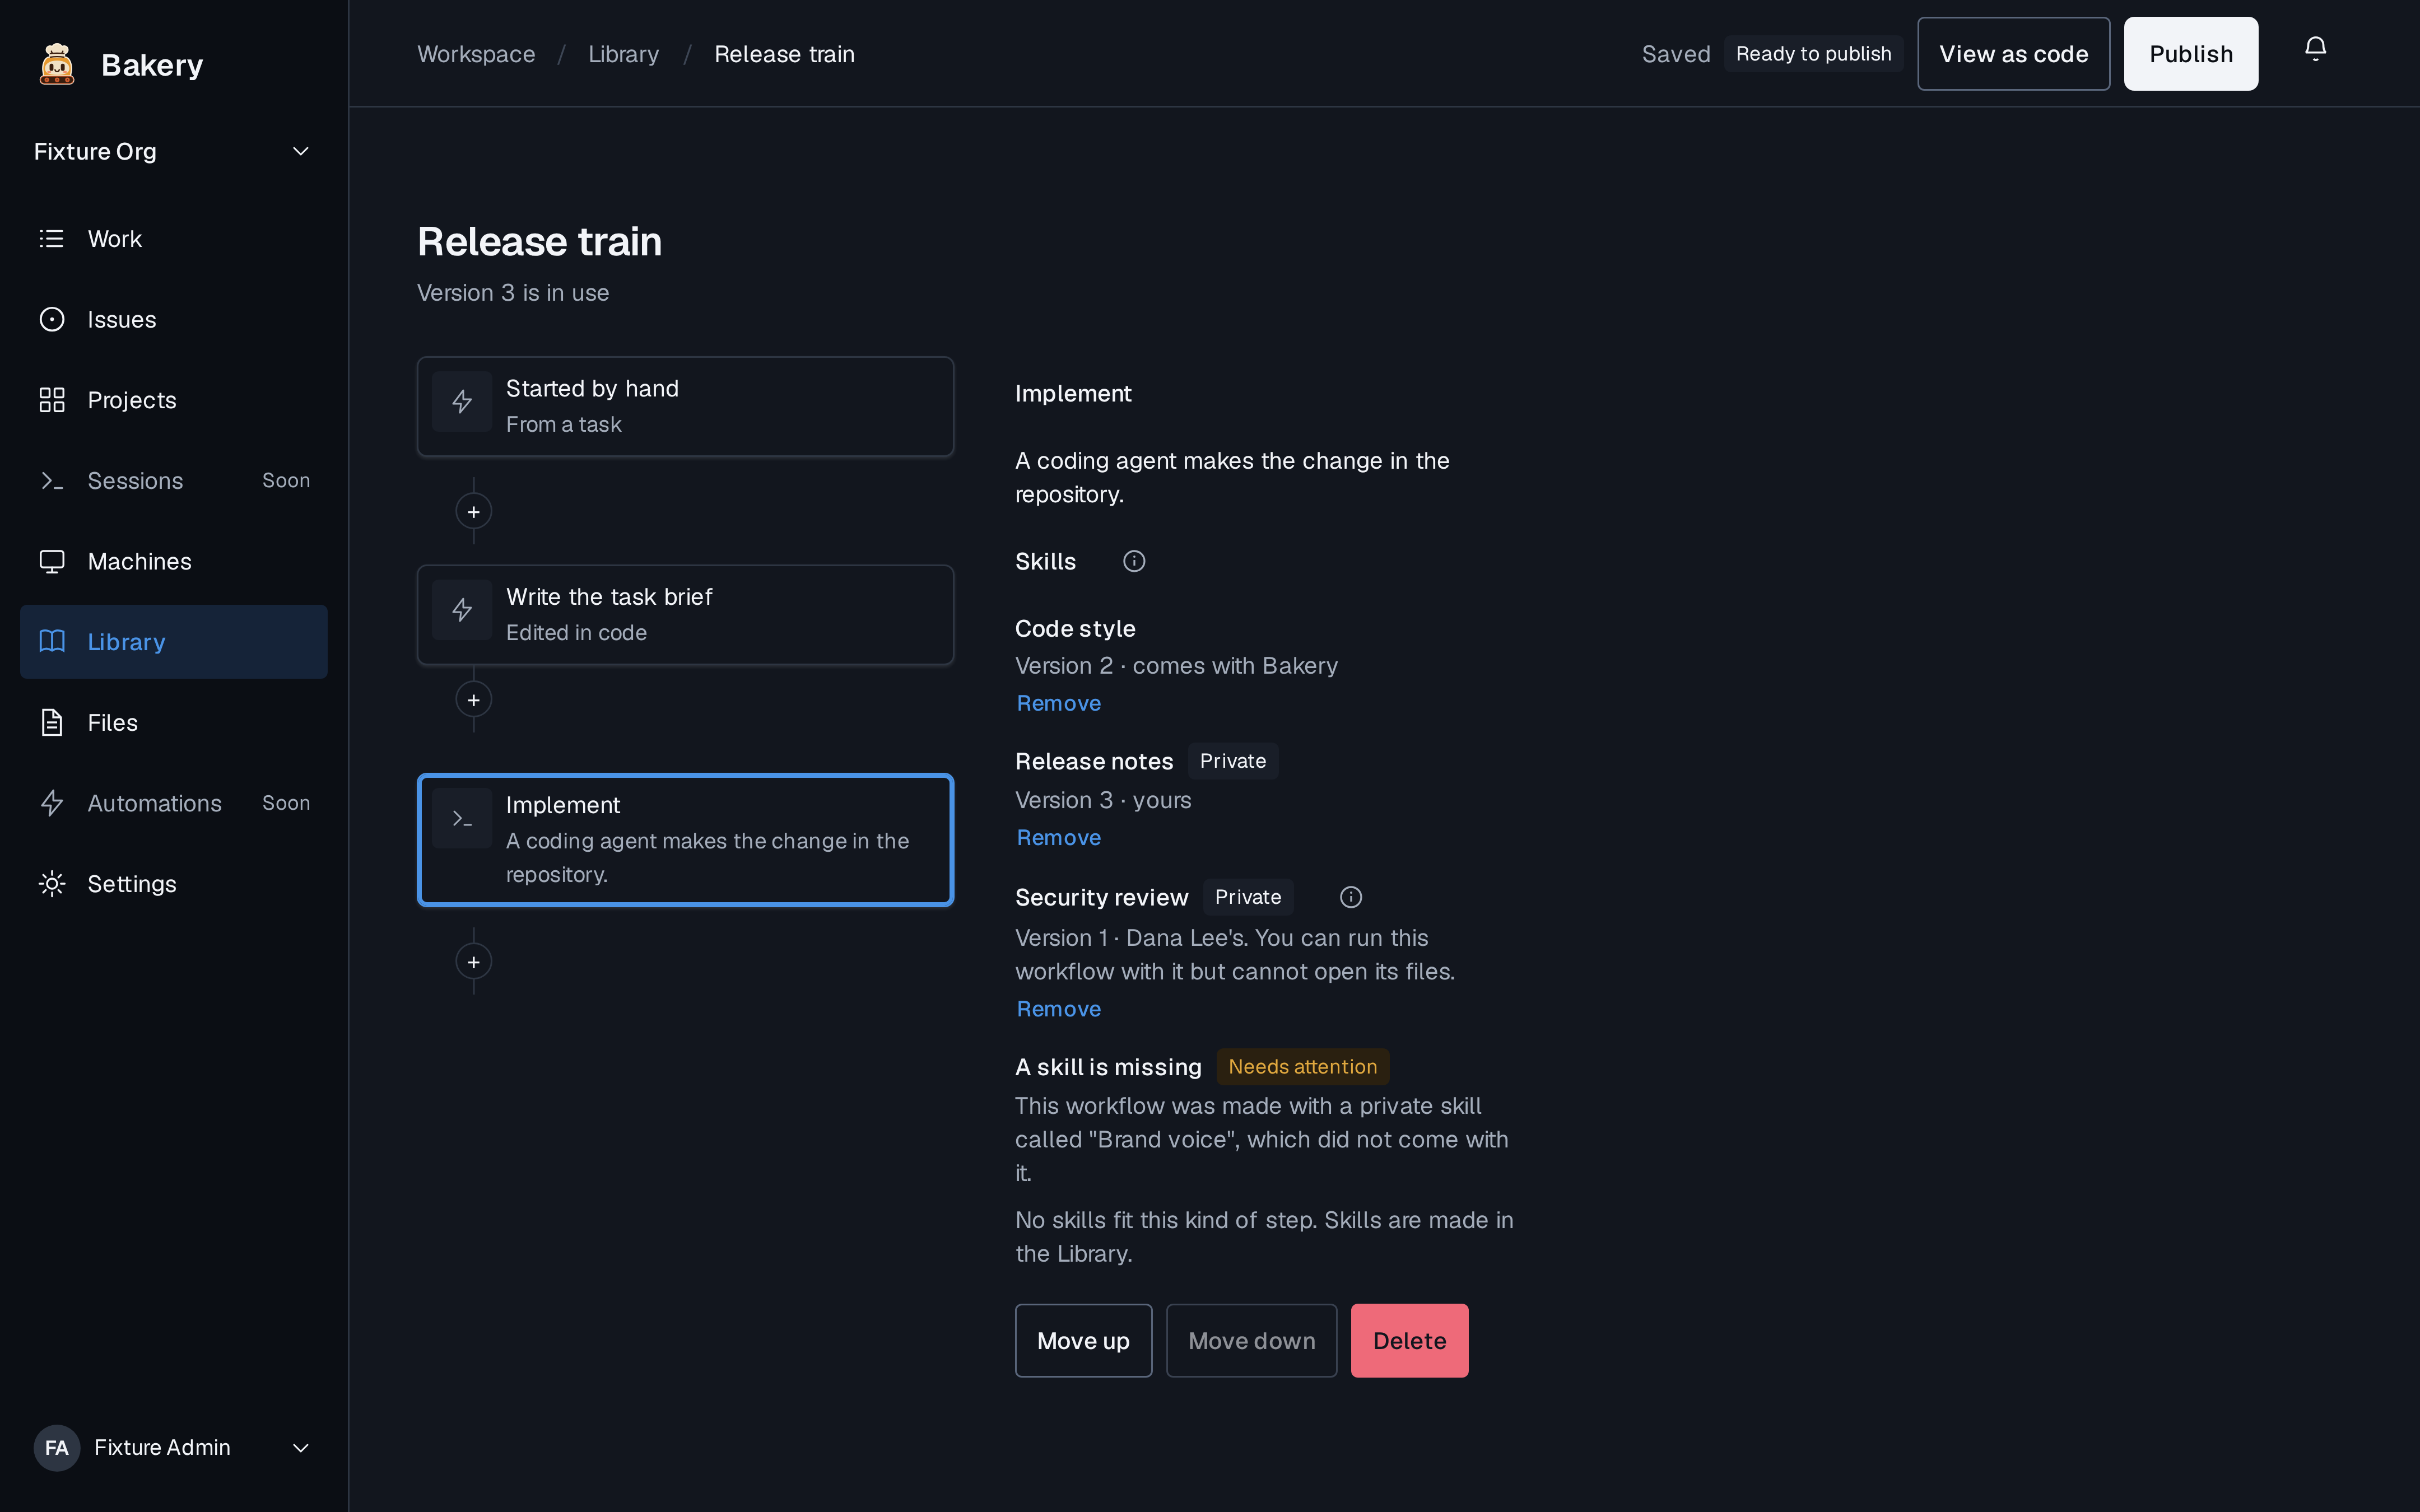 Bakery
Fixture Org
Work
Issues
Projects
Sessions Soon
Machines
Library
Files
Automations Soon
Settings
FA Fixture Admin
Workspace / Library / Release train
Saved Ready to publish View as code Publish
Release train
Version 3 is in use
Started by hand
From a task
+
Write the task brief
Edited in code
+
Implement
A coding agent makes the change in the
repository.
+
Implement
A coding agent makes the change in the
repository.
Skills
Code style
Version 2 · comes with Bakery
Remove
Release notes Private
Version 3 · yours
Remove
Security review Private
Version 1 · Dana Lee's. You can run this
workflow with it but cannot open its files.
Remove
A skill is missing Needs attention
This workflow was made with a private skill
called "Brand voice", which did not come with
it.
No skills fit this kind of step. Skills are made in
the Library.
Move up Move down Delete